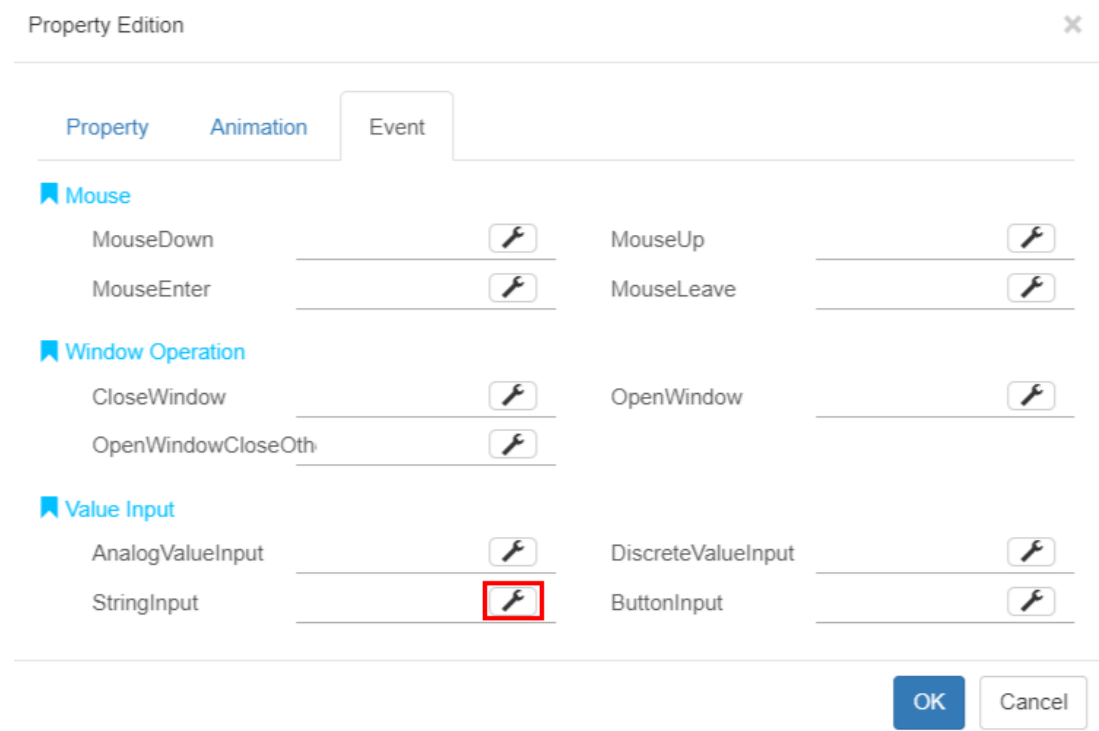 Property Edition
Property Animation Event
Mouse
MouseDown MouseUp
MouseEnter MouseLeave
Window Operation
CloseWindow OpenWindow
OpenWindowCloseOth
Value Input
AnalogValueInput DiscreteValueInput
StringInput ButtonInput
OK Cancel